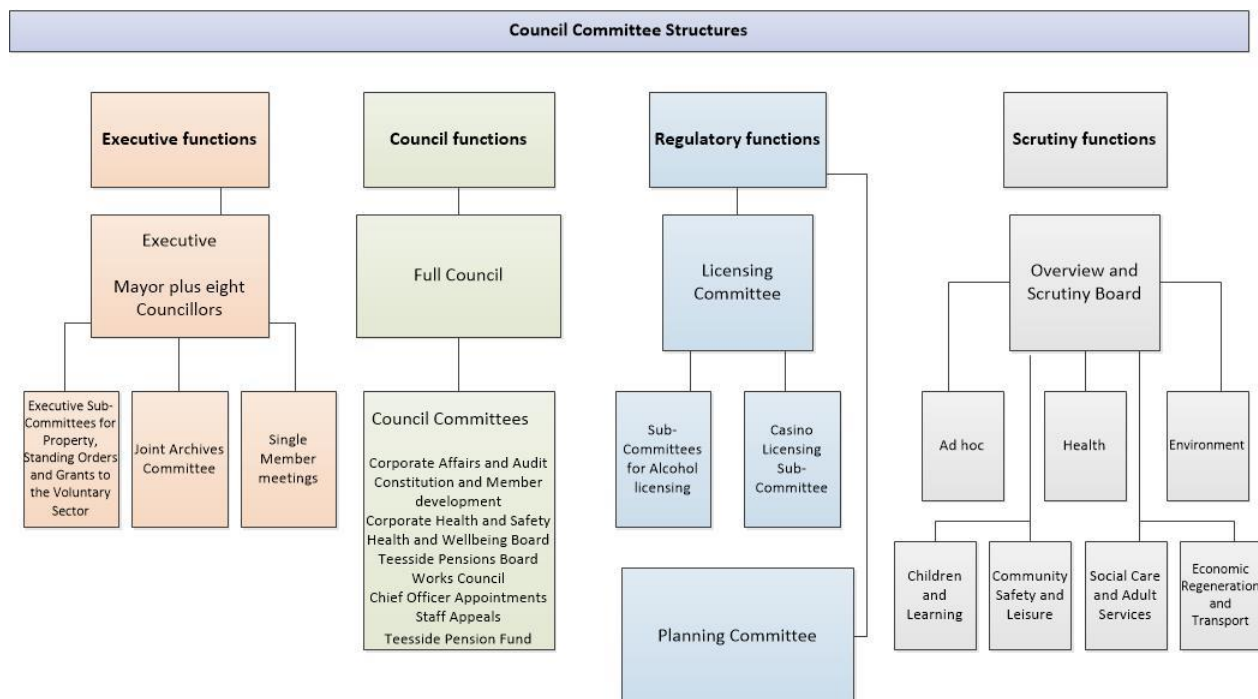 Council Committee Structures
Executive functions
Council functions
Regulatory functions
Scrutiny functions
Executive
Mayor plus eight
Councillors
Full Council
Licensing
Committee
Overview and
Scrutiny Board
Executive Sub-
Committees for
Property,
Standing Orders
and Grants to
the Voluntary
Sector
Joint Archives
Committee
Single
Member
meetings
Council Committees
Corporate Affairs and Audit
Constitution and Member
development
Corporate Health and Safety
Health and Wellbeing Board
Teesside Pensions Board
Works Council
Chief Officer Appointments
Staff Appeals
Teesside Pension Fund
Sub-
Committees
for Alcohol
licensing
Casino
Licensing
Sub-
Committee
Planning Committee
Ad hoc
Health
Environment
Children
and
Learning
Community
Safety and
Leisure
Social Care
and Adult
Services
Economic
Regeneration
and
Transport